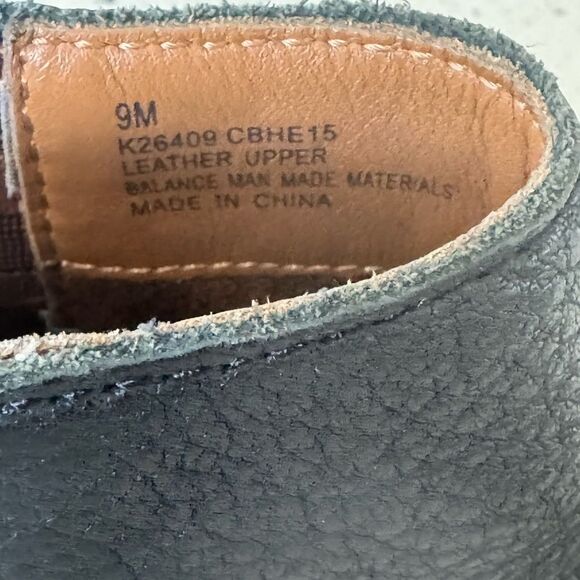 9M
K26409 CBHE15
LEATHER UPPER
BALANCE MAN MADE MATERIALS
MADE IN CHINA